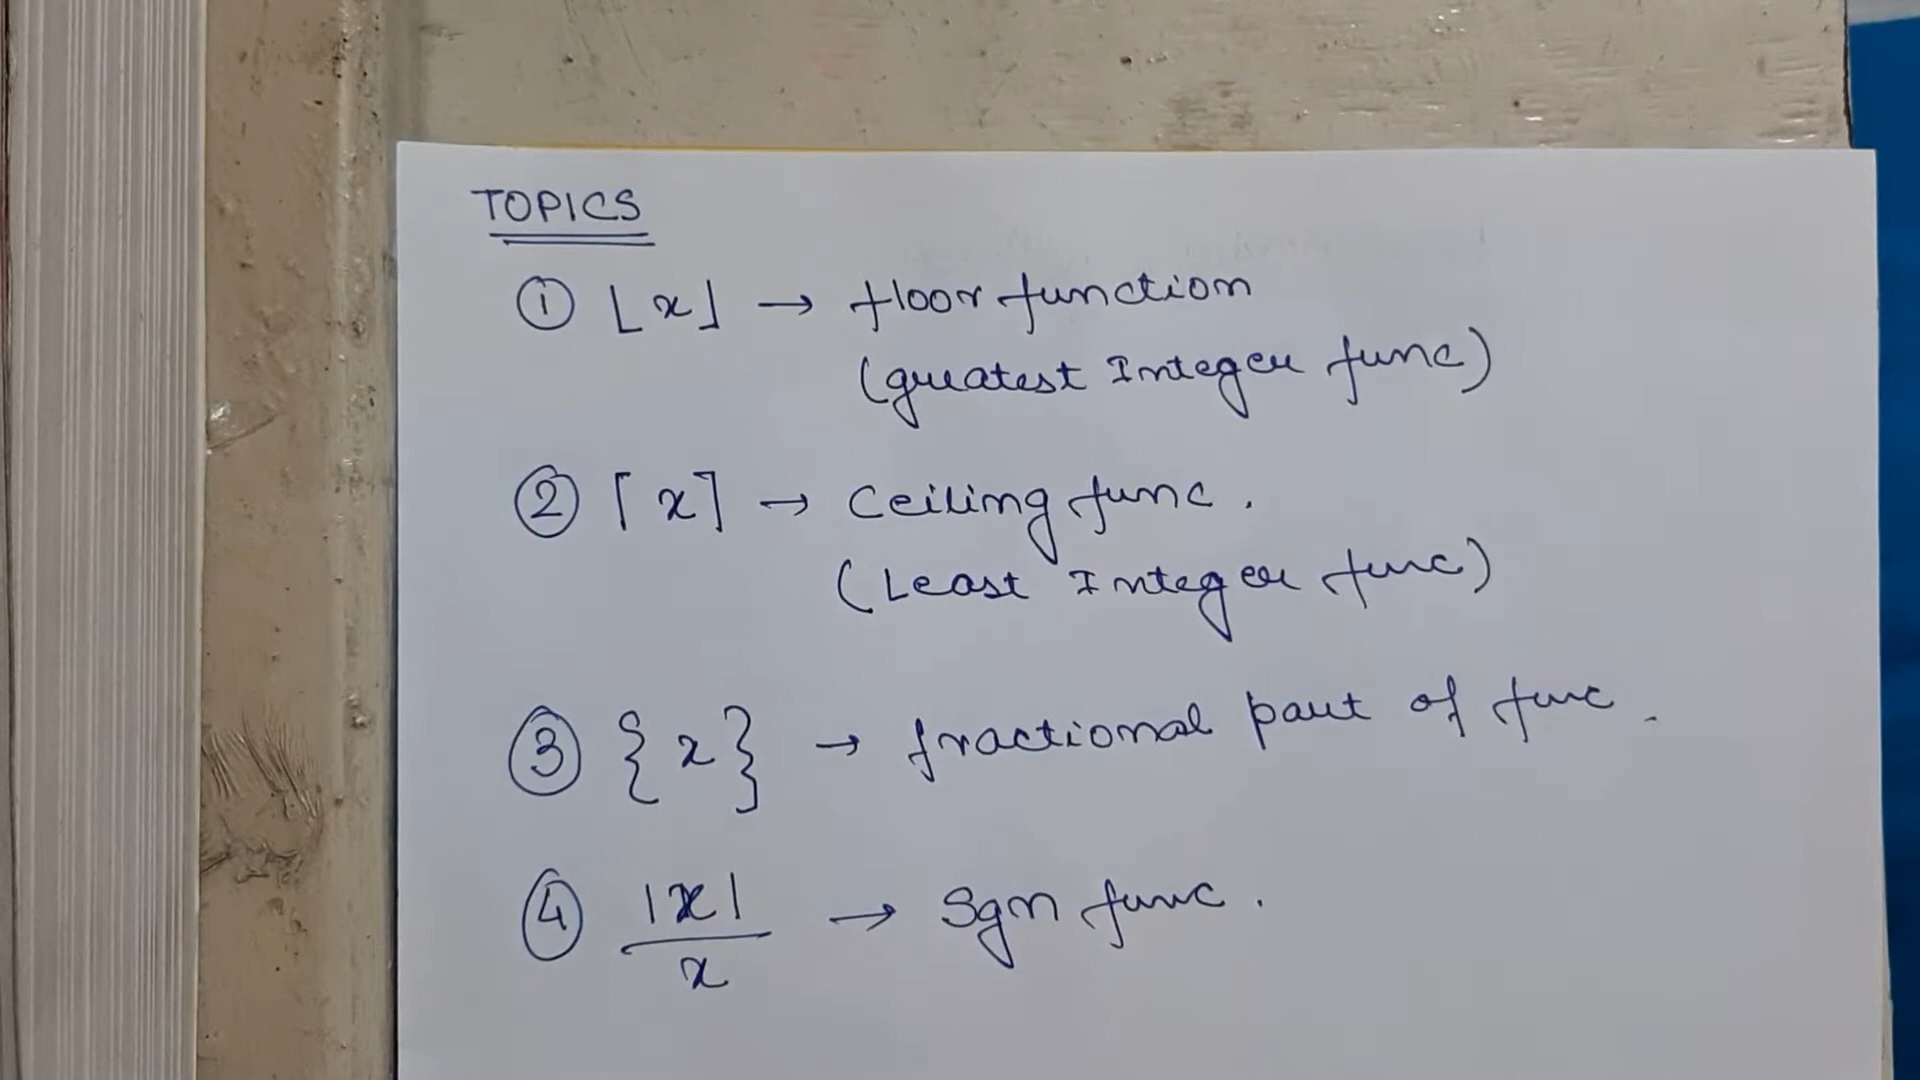 TOPICS
① ⌊x⌋ → floor function
(greatest Integer func)
② ⌈x⌉ → Ceiling func.
(Least Integer func)
③ {x} → fractional part of func.
④ |x|/x → Sgn func.